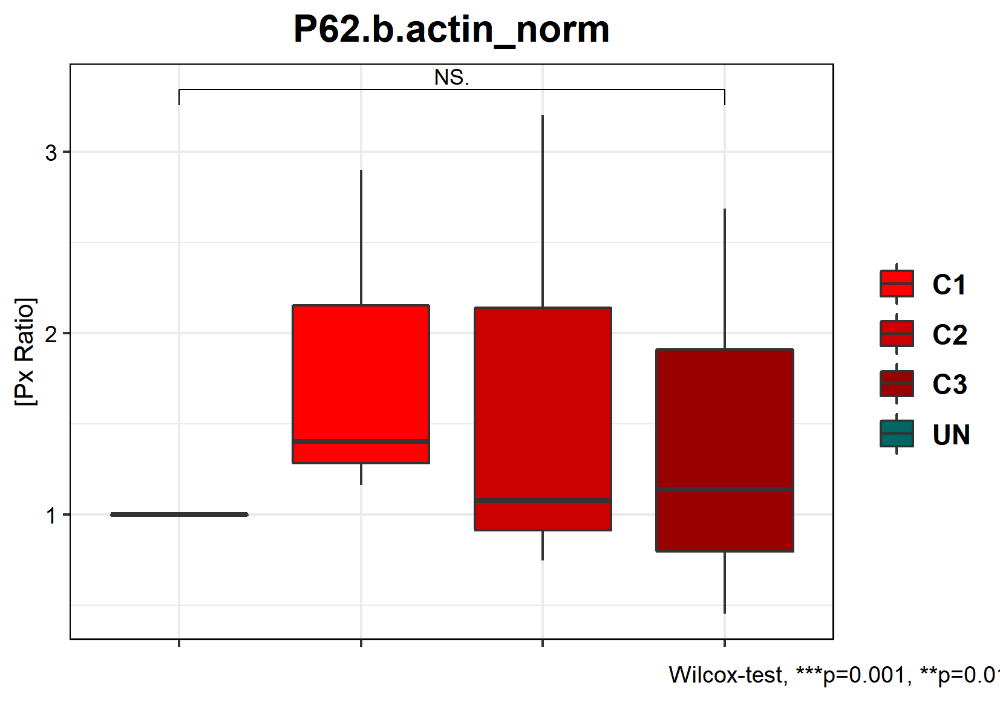 P62.b.actin_norm
NS.
3
2
1
[Px Ratio]
C1
C2
C3
UN
Wilcox-test, ***p=0.001, **p=0.0